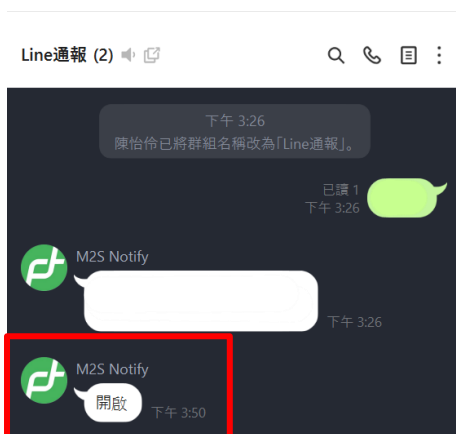 Line通報 (2)
下午 3:26
陳怡伶已將群組名稱改為「Line通報」。
已讀 1
下午 3:26
M2S Notify
下午 3:26
M2S Notify
開啟
下午 3:50